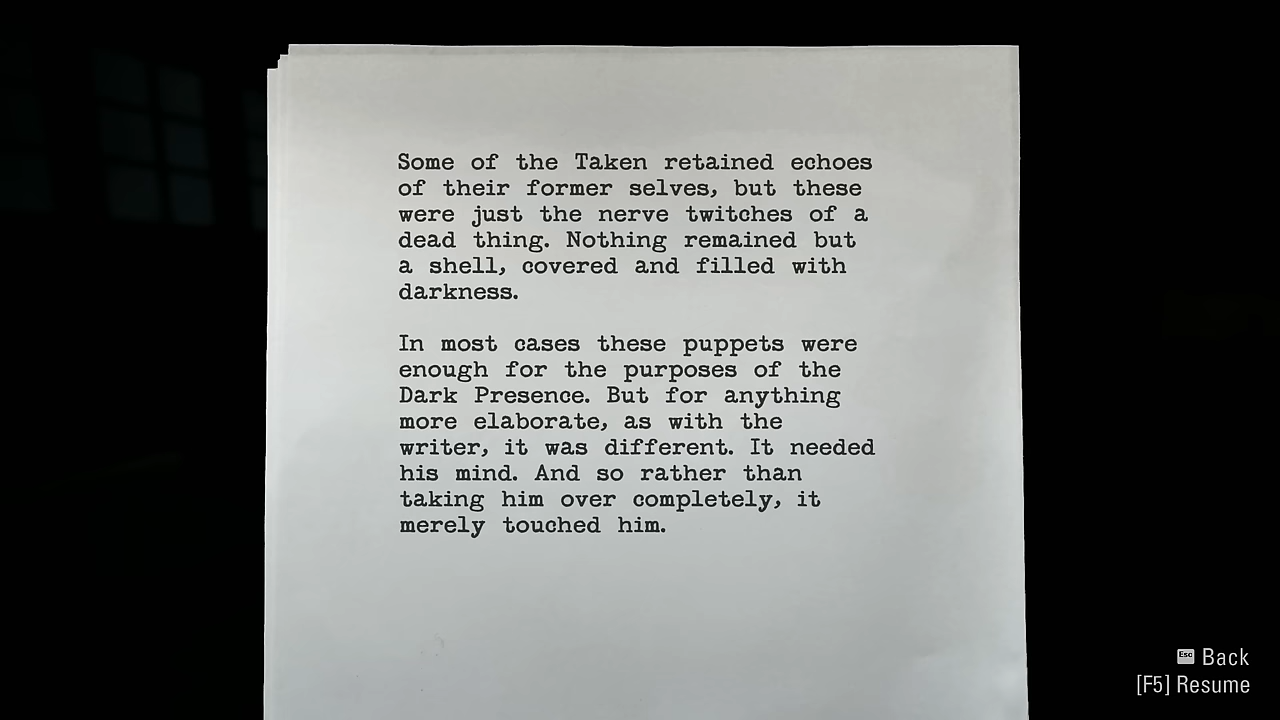 Some of the Taken retained echoes
of their former selves, but these
were just the nerve twitches of a
dead thing. Nothing remained but
a shell, covered and filled with
darkness.
In most cases these puppets were
enough for the purposes of the
Dark Presence. But for anything
more elaborate, as with the
writer, it was different. It needed
his mind. And so rather than
taking him over completely, it
merely touched him.
Esc Back
[F5] Resume